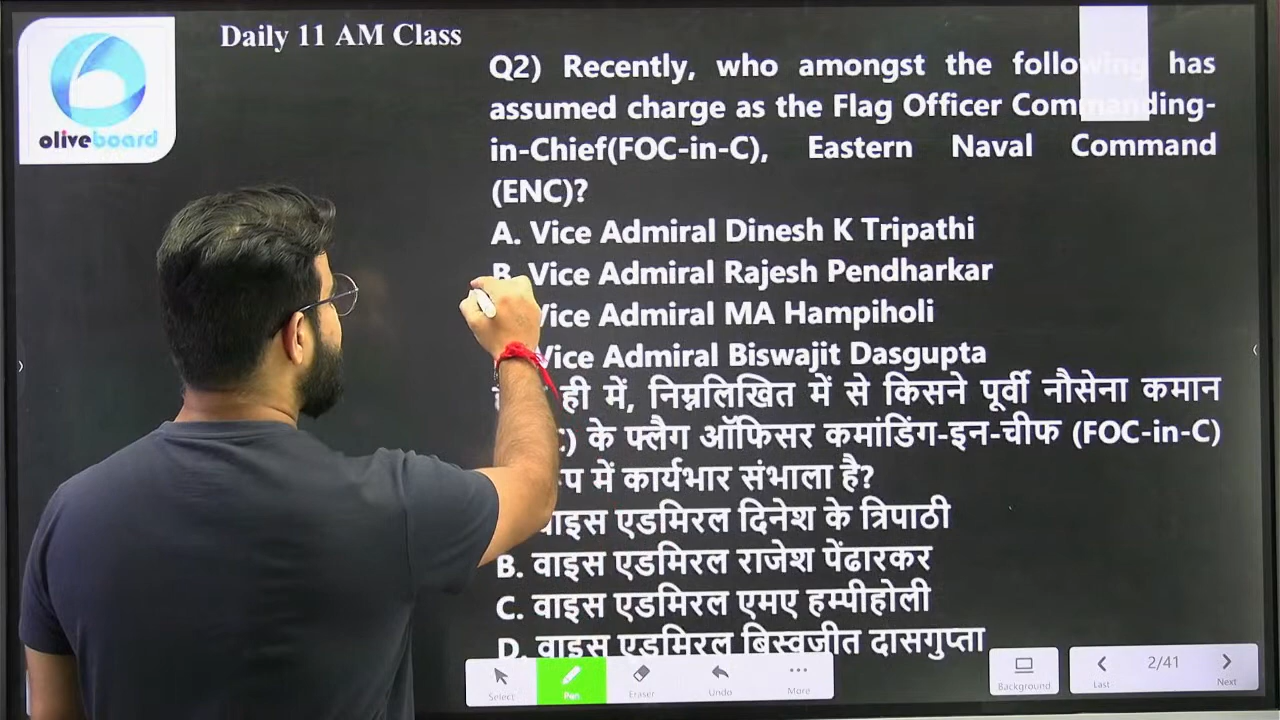 oliveboard
Daily 11 AM Class
Q2) Recently, who amongst the following has
assumed charge as the Flag Officer Commanding-
in-Chief(FOC-in-C), Eastern Naval Command
(ENC)?
A. Vice Admiral Dinesh K Tripathi
B. Vice Admiral Rajesh Pendharkar
Vice Admiral MA Hampiholi
Vice Admiral Biswajit Dasgupta
ही में, निम्नलिखित में से किसने पूर्वी नौसेना कमान
के फ्लैग ऑफिसर कमांडिंग-इन-चीफ (FOC-in-C)
में कार्यभार संभाला है?
वाइस एडमिरल दिनेश के त्रिपाठी
B. वाइस एडमिरल राजेश पेंढारकर
C. वाइस एडमिरल एमए हम्पीहोली
D. वाइस एडमिरल बिस्वजीत दासगुप्ता
Select Pen Eraser Undo More Background Last 2/41 Next